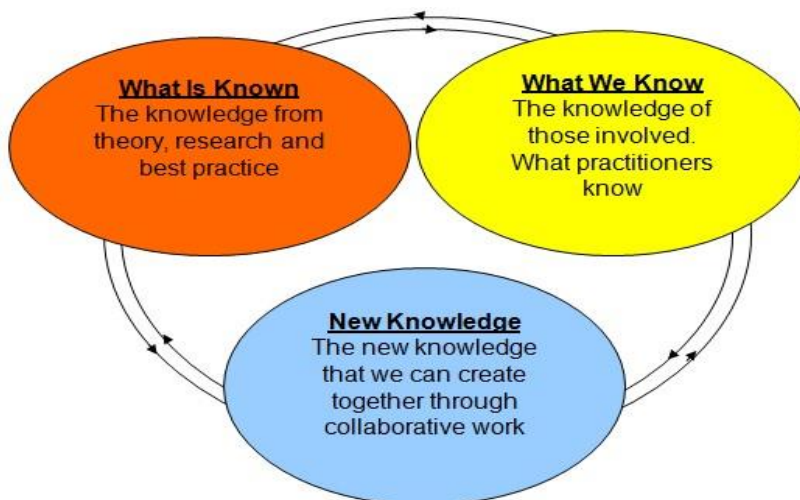 What Is Known
The knowledge from
theory, research and
best practice
What We Know
The knowledge of
those involved.
What practitioners
know
New Knowledge
The new knowledge
that we can create
together through
collaborative work